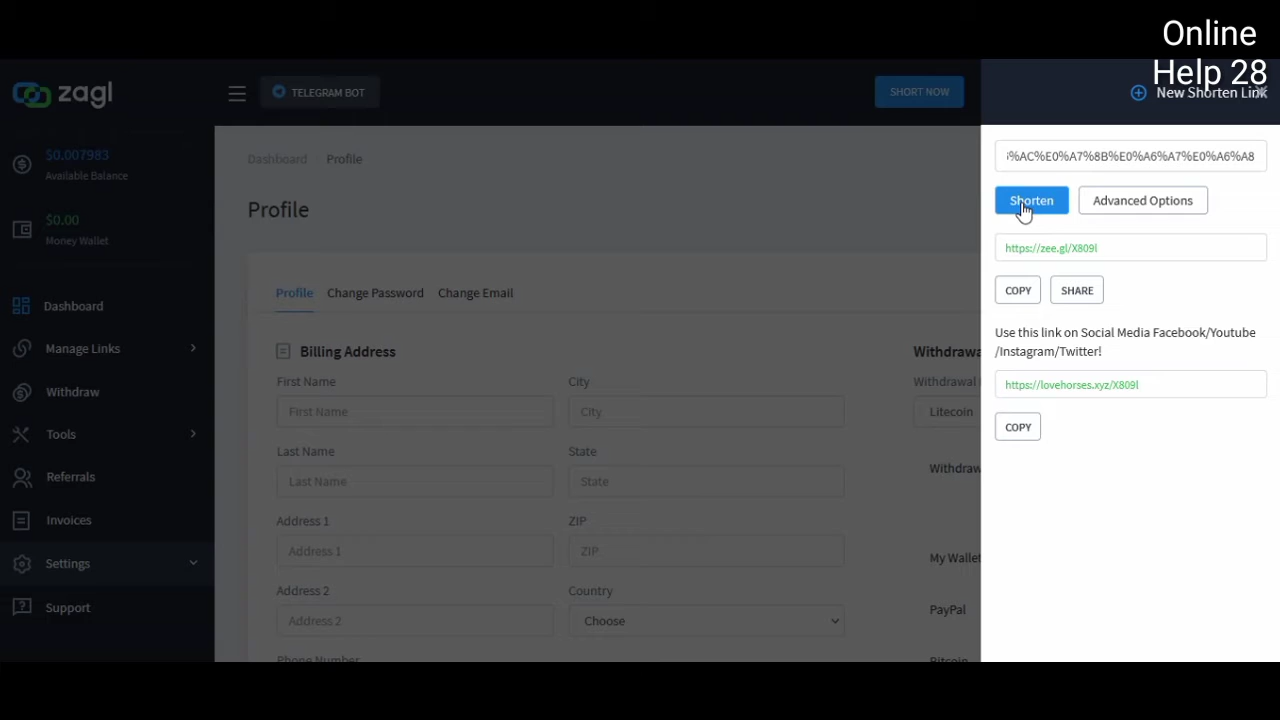 Online
Help 28
zagl
TELEGRAM BOT
SHORT NOW
New Shorten Link
$0.007983
Available Balance
$0.00
Money Wallet
Dashboard
Manage Links
Withdraw
Tools
Referrals
Invoices
Settings
Support
Dashboard
Profile
Profile
Profile
Change Password
Change Email
Billing Address
First Name
City
First Name
City
Last Name
State
Last Name
State
Address 1
ZIP
Address 1
ZIP
Address 2
Country
Address 2
Choose
Phone Number
Withdrawa
Withdrawal
Litecoin
Withdraw
My Wallet
PayPal
Bitcoin
%AC%E0%A7%8B%E0%A6%A7%E0%A6%A8
Shorten
Advanced Options
https://zee.gl/X809l
COPY
SHARE
Use this link on Social Media Facebook/Youtube
/Instagram/Twitter!
https://lovehorses.xyz/X809l
COPY